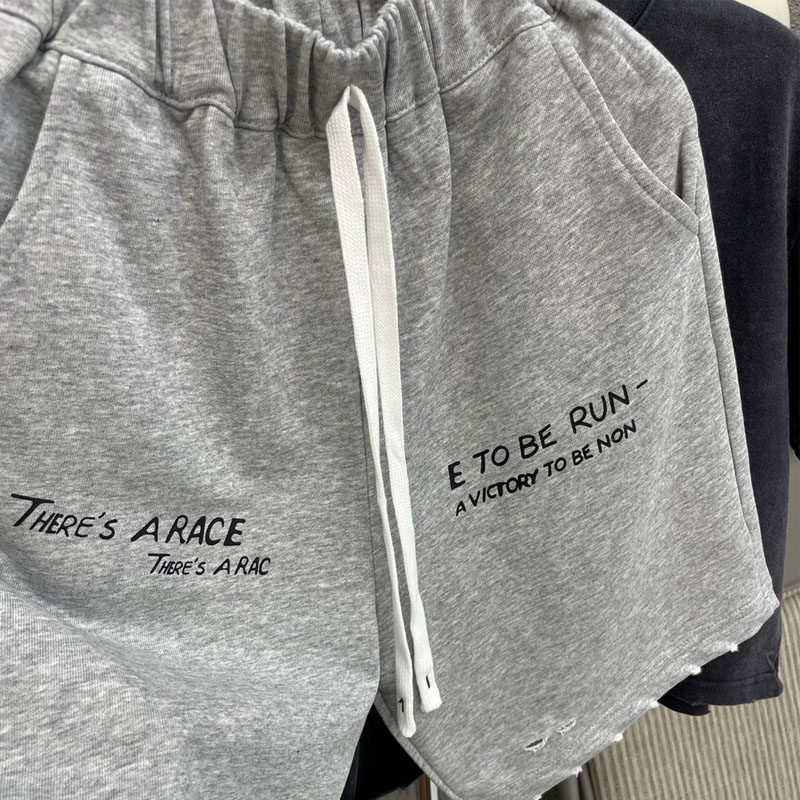 THERE'S A RACE
THERE'S A RAC
E TO BE RUN –
A VICTORY TO BE NON